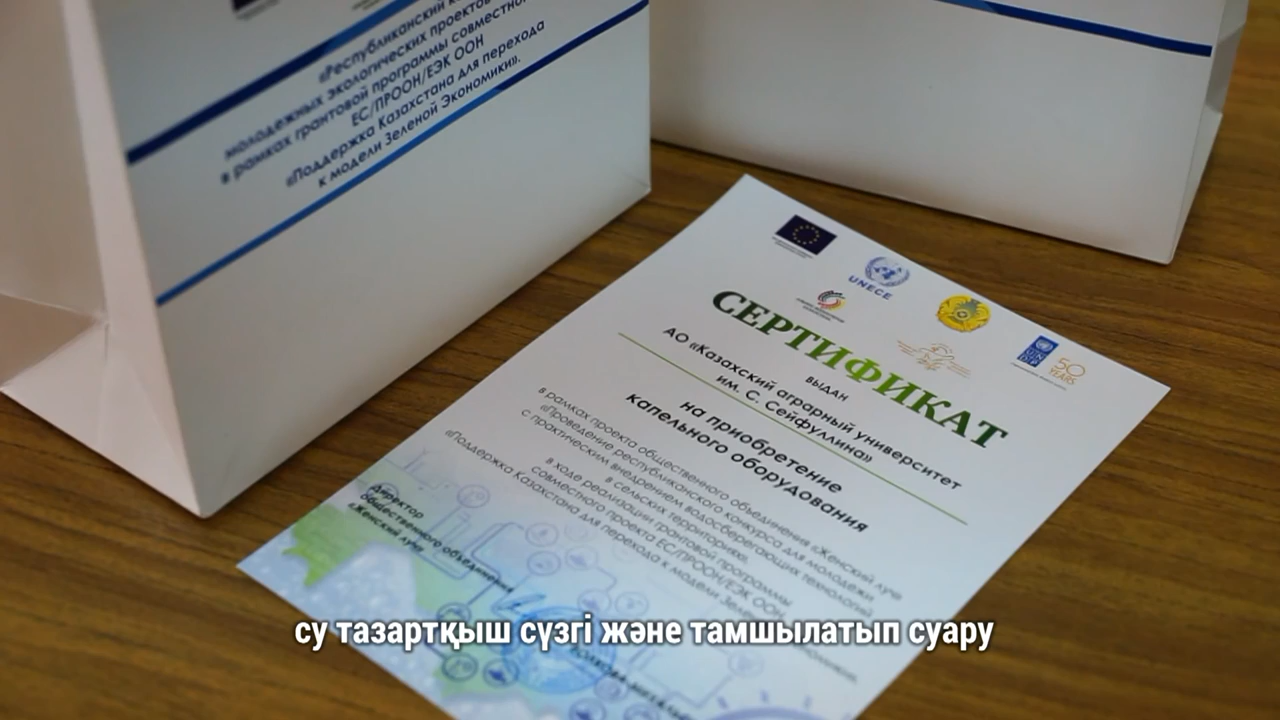 «Республиканский
молодежных экологических проектов
в рамках грантовой программы совместного
ЕС/ПРООН/ЕЭК ООН
«Поддержка Казахстана для перехода
к модели Зеленой Экономики».
UNECE
50
YEARS
СЕРТИФИКАТ
ВЫДАН
АО «Казахский аграрный университет
им. С. Сейфуллина»
на приобретение
капельного оборудования
в рамках проекта общественного объединения «Женский луч»
«Проведение республиканского конкурса для молодежи
с практическим внедрением водосберегающих технологий
в сельских территориях».
в ходе реализации грантовой программы
совместного проекта ЕС/ПРООН/ЕЭК ООН
«Поддержка Казахстана для перехода к модели Зеленой
Директор
общественного объединения
«Женский луч»
су тазартқыш сүзгі және тамшылатып суару